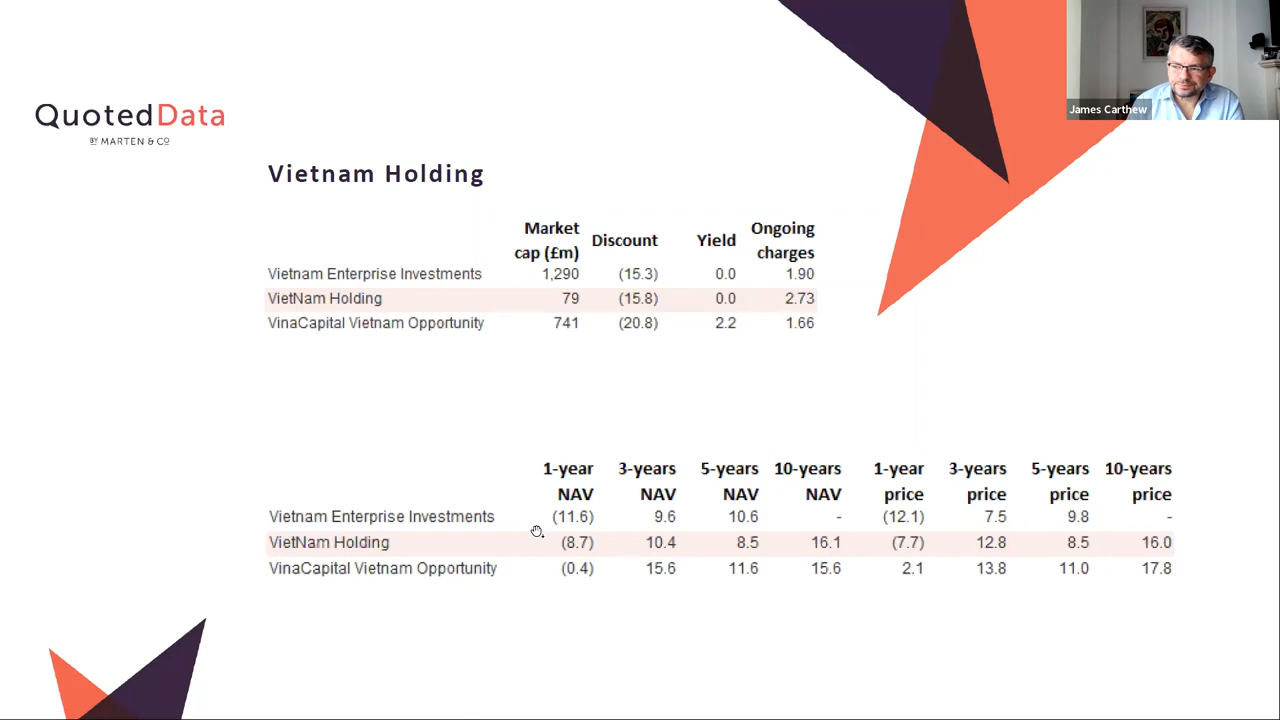 James Carthew
QuotedData
BY MARTEN & CO
Vietnam Holding
Market cap (£m) Discount Yield Ongoing charges
Vietnam Enterprise Investments 1,290 (15.3) 0.0 1.90
VietNam Holding 79 (15.8) 0.0 2.73
VinaCapital Vietnam Opportunity 741 (20.8) 2.2 1.66
1-year 3-years 5-years 10-years 1-year 3-years 5-years 10-years
NAV NAV NAV NAV price price price price
Vietnam Enterprise Investments (11.6) 9.6 10.6 - (12.1) 7.5 9.8 -
VietNam Holding (8.7) 10.4 8.5 16.1 (7.7) 12.8 8.5 16.0
VinaCapital Vietnam Opportunity (0.4) 15.6 11.6 15.6 2.1 13.8 11.0 17.8